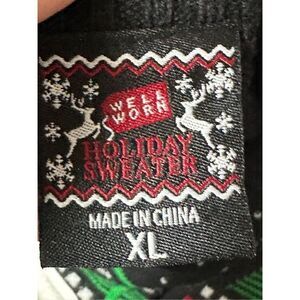 WELL
WORN
HOLIDAY
SWEATER
MADE IN CHINA
XL